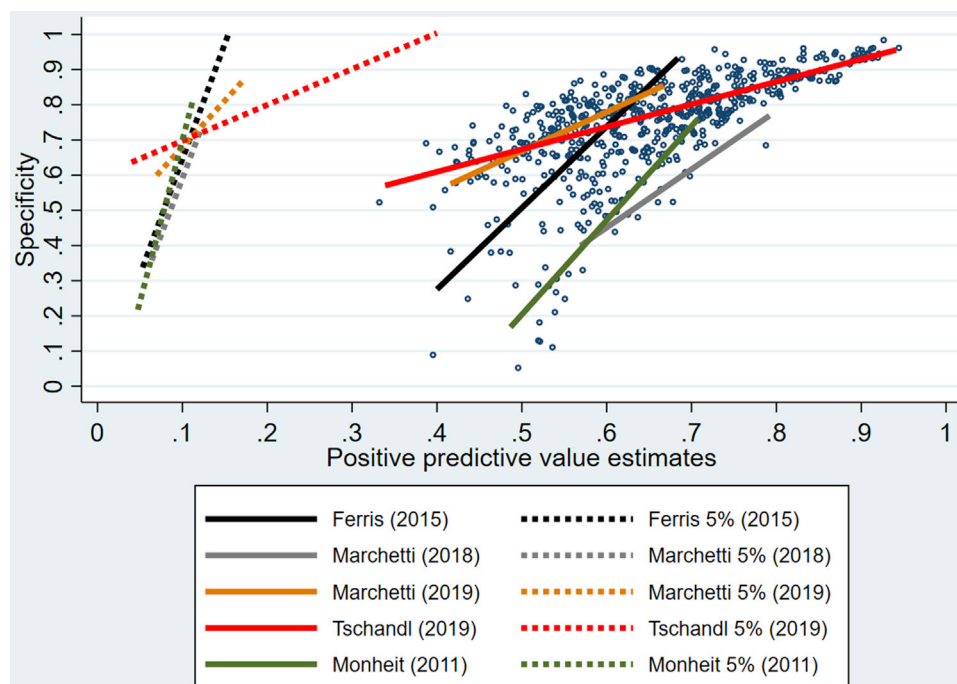 Specificity
1
.9
.8
.7
.6
.5
.4
.3
.2
.1
0
0 .1 .2 .3 .4 .5 .6 .7 .8 .9 1
Positive predictive value estimates
Ferris (2015) Ferris 5% (2015)
Marchetti (2018) Marchetti 5% (2018)
Marchetti (2019) Marchetti 5% (2019)
Tschandl (2019) Tschandl 5% (2019)
Monheit (2011) Monheit 5% (2011)